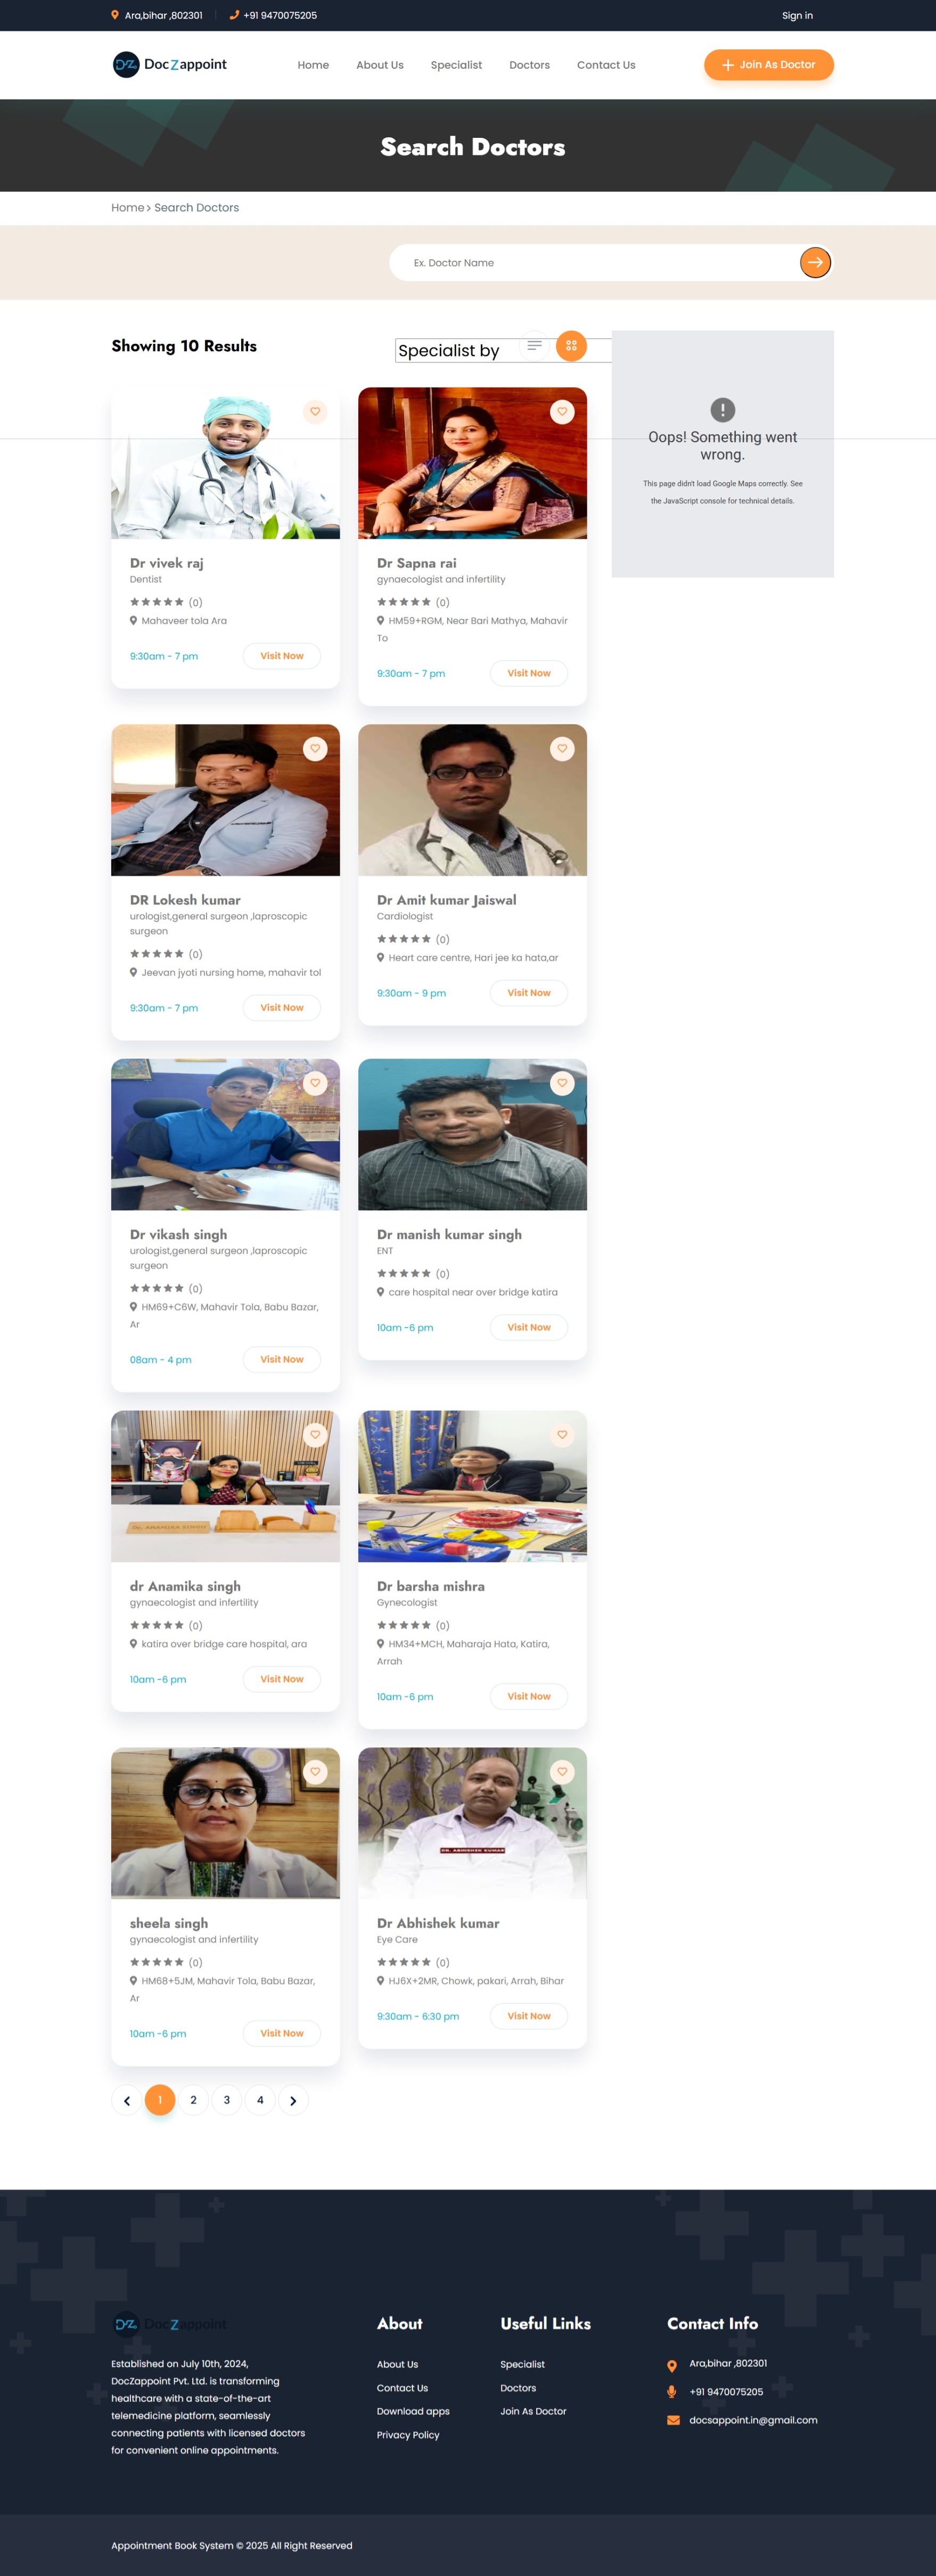 Ara,bihar ,802301
+91 9470075205
Sign in
DocZappoint
Home
About Us
Specialist
Doctors
Contact Us
Join As Doctor
Search Doctors
Home › Search Doctors
Ex. Doctor Name
Showing 10 Results
Specialist by
Oops! Something went
wrong.
This page didn't load Google Maps correctly. See
the JavaScript console for technical details.
Dr vivek raj
Dentist
(0)
Mahaveer tola Ara
9:30am - 7 pm
Visit Now
Dr Sapna rai
gynaecologist and infertility
(0)
HM59+RGM, Near Bari Mathya, Mahavir
To
9:30am - 7 pm
Visit Now
DR Lokesh kumar
urologist,general surgeon ,laproscopic
surgeon
(0)
Jeevan jyoti nursing home, mahavir tol
9:30am - 7 pm
Visit Now
Dr Amit kumar Jaiswal
Cardiologist
(0)
Heart care centre, Hari jee ka hata,ar
9:30am - 9 pm
Visit Now
Dr vikash singh
urologist,general surgeon ,laproscopic
surgeon
(0)
HM69+C6W, Mahavir Tola, Babu Bazar,
Ar
08am - 4 pm
Visit Now
Dr manish kumar singh
ENT
(0)
care hospital near over bridge katira
10am -6 pm
Visit Now
Dr. ANAMIKA SINGH
dr Anamika singh
gynaecologist and infertility
(0)
katira over bridge care hospital, ara
10am -6 pm
Visit Now
Dr barsha mishra
Gynecologist
(0)
HM34+MCH, Maharaja Hata, Katira,
Arrah
10am -6 pm
Visit Now
sheela singh
gynaecologist and infertility
(0)
HM68+5JM, Mahavir Tola, Babu Bazar,
Ar
10am -6 pm
Visit Now
DR. ABHISHEK KUMAR
Dr Abhishek kumar
Eye Care
(0)
HJ6X+2MR, Chowk, pakari, Arrah, Bihar
9:30am - 6:30 pm
Visit Now
1
2
3
4
DocZappoint
Established on July 10th, 2024,
DocZappoint Pvt. Ltd. is transforming
healthcare with a state-of-the-art
telemedicine platform, seamlessly
connecting patients with licensed doctors
for convenient online appointments.
About
About Us
Contact Us
Download apps
Privacy Policy
Useful Links
Specialist
Doctors
Join As Doctor
Contact Info
Ara,bihar ,802301
+91 9470075205
docsappoint.in@gmail.com
Appointment Book System © 2025 All Right Reserved